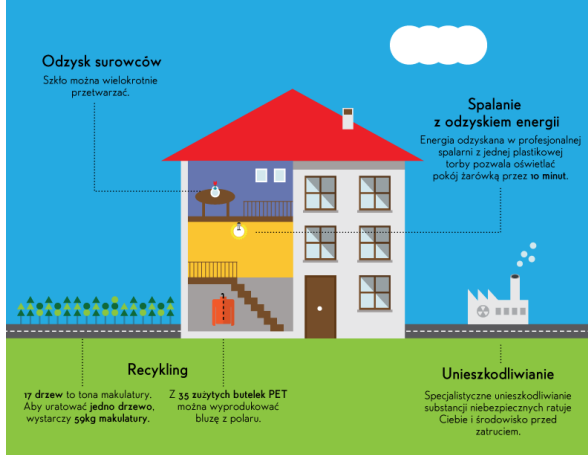 Odzysk surowców
Szkło można wielokrotnie
przetwarzać.
Spalanie
z odzyskiem energii
Energia odzyskana w profesjonalnej
spalarni z jednej plastikowej
torby pozwala oświetlać
pokój żarówką przez 10 minut.
Recykling
17 drzew to tona makulatury.
Aby uratować jedno drzewo,
wystarczy 59kg makulatury.
Z 35 zużytych butelek PET
można wyprodukować
bluzę z polaru.
Unieszkodliwianie
Specjalistyczne unieszkodliwianie
substancji niebezpiecznych ratuje
Ciebie i środowisko przed
zatruciem.